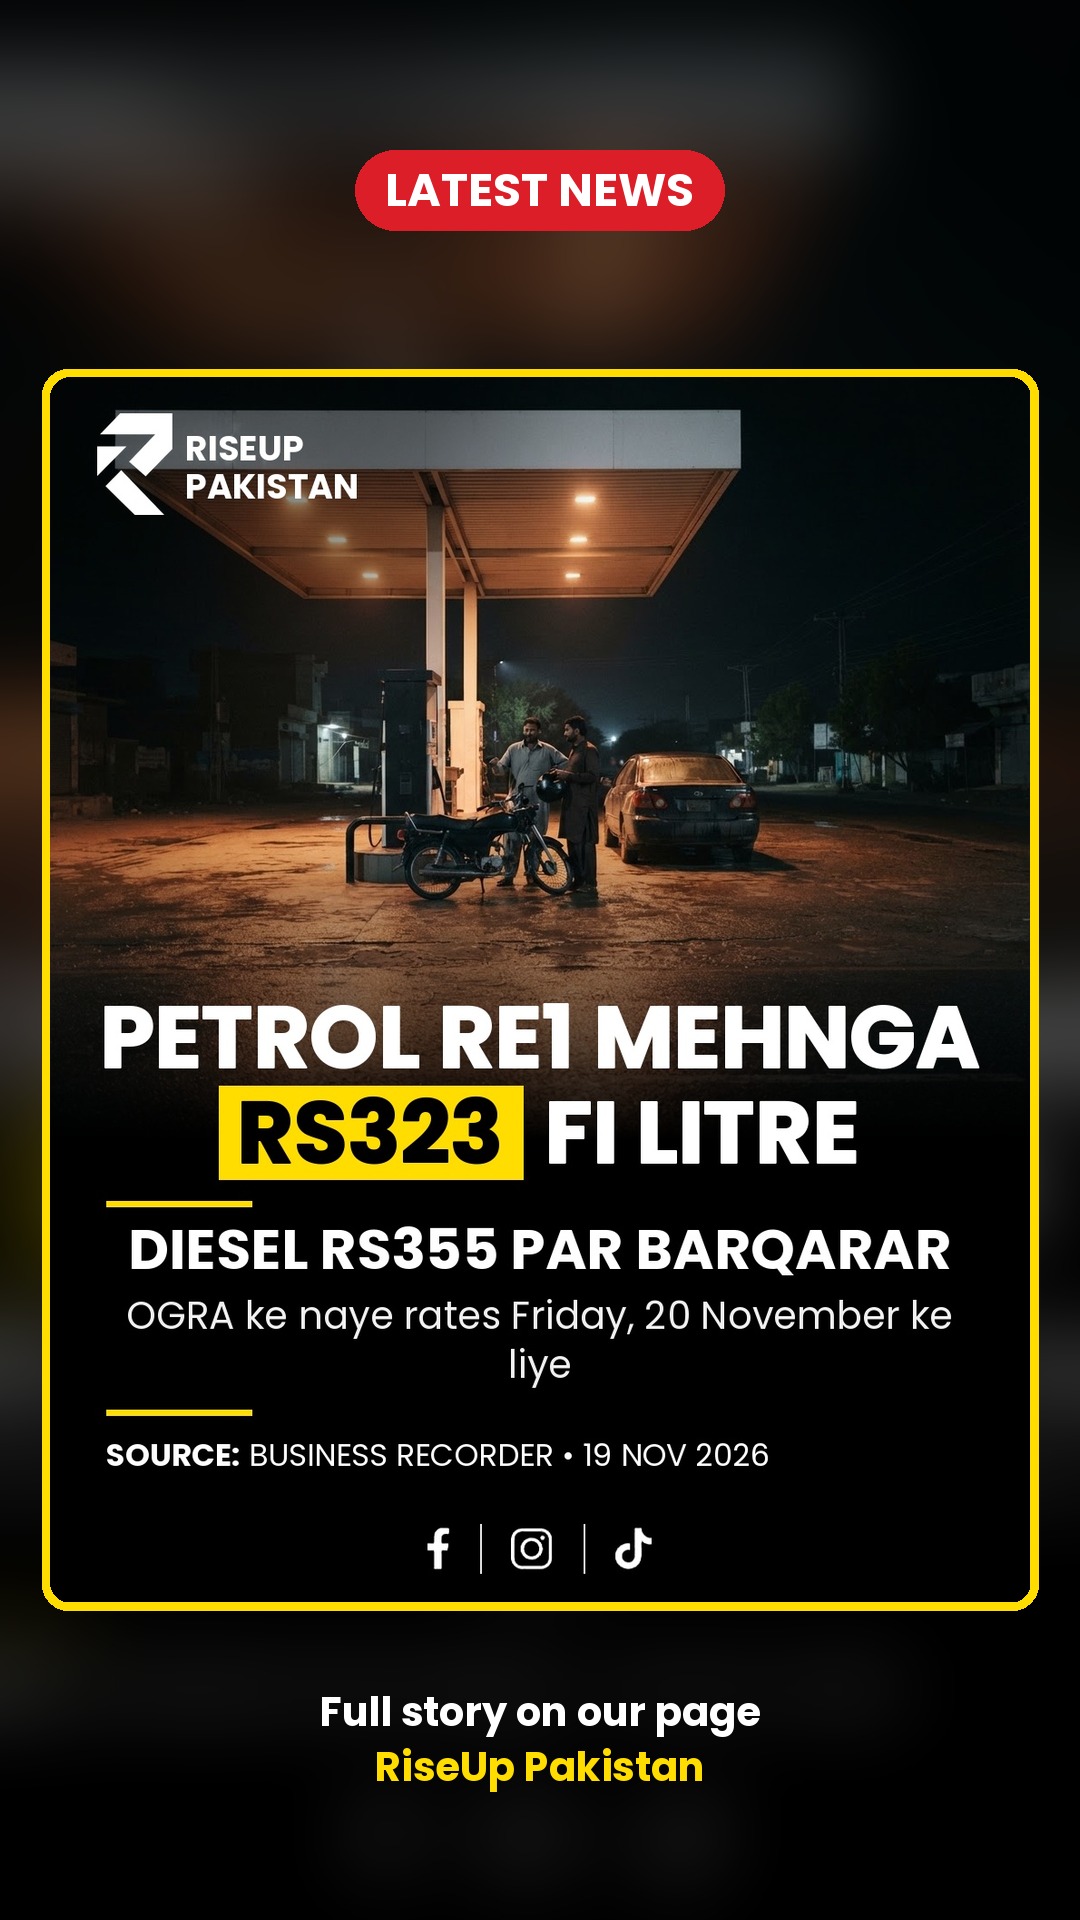 LATEST NEWS
RISEUP
PAKISTAN
PETROL RE1 MEHNGA
RS323 FI LITRE
DIESEL RS355 PAR BARQARAR
OGRA ke naye rates Friday, 20 November ke
liye
SOURCE: BUSINESS RECORDER • 19 NOV 2026
Full story on our page
RiseUp Pakistan